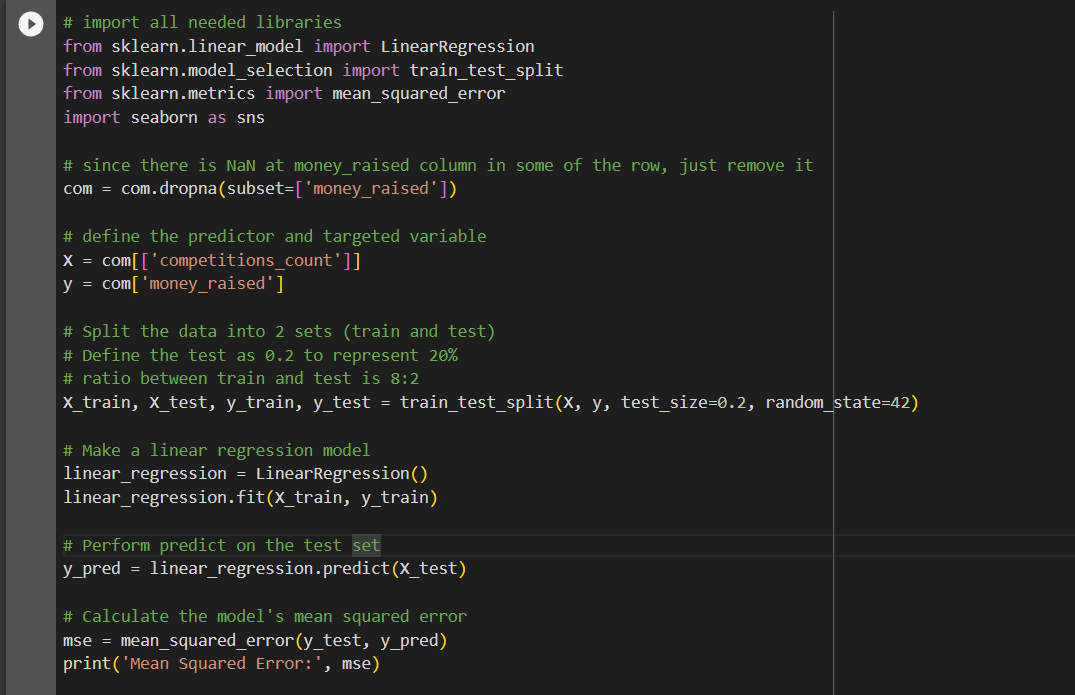 # import all needed libraries
from sklearn.linear_model import LinearRegression
from sklearn.model_selection import train_test_split
from sklearn.metrics import mean_squared_error
import seaborn as sns
# since there is NaN at money_raised column in some of the row, just remove it
com = com.dropna(subset=['money_raised'])
# define the predictor and targeted variable
X = com[['competitions_count']]
y = com['money_raised']
# Split the data into 2 sets (train and test)
# Define the test as 0.2 to represent 20%
# ratio between train and test is 8:2
X_train, X_test, y_train, y_test = train_test_split(X, y, test_size=0.2, random_state=42)
# Make a linear regression model
linear_regression = LinearRegression()
linear_regression.fit(X_train, y_train)
# Perform predict on the test set
y_pred = linear_regression.predict(X_test)
# Calculate the model's mean squared error
mse = mean_squared_error(y_test, y_pred)
print('Mean Squared Error:', mse)